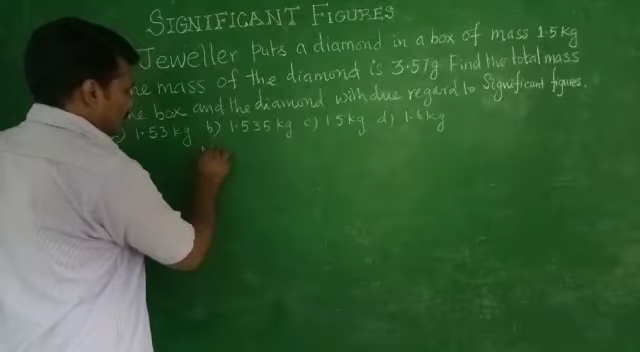 SIGNIFICANT FIGURES
Jeweller puts a diamond in a box of mass 1.5 kg
mass of the diamond is 3.57g Find the total mass
box and the diamond with due regard to Significant figures.
1.53 kg b) 1.535 kg c) 1.5 kg d) 1.6 kg